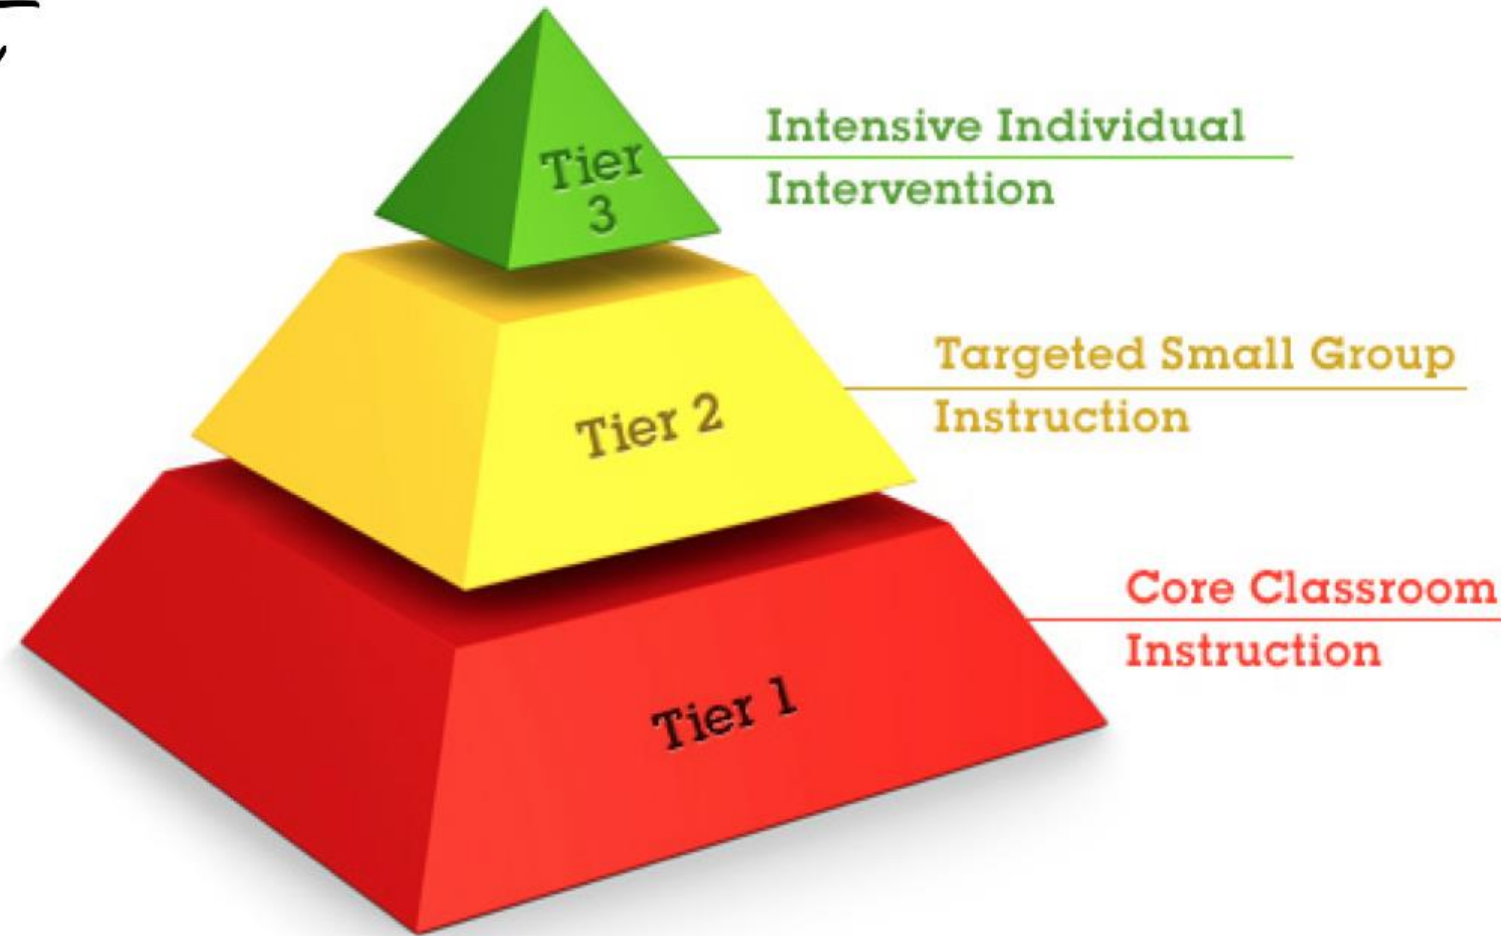 Tier
3
Intensive Individual
Intervention
Tier 2
Targeted Small Group
Instruction
Tier 1
Core Classroom
Instruction